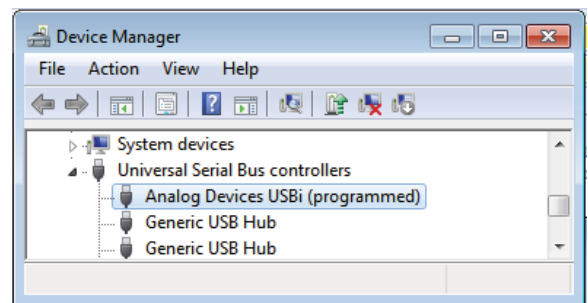 Device Manager
File Action View Help
System devices
Universal Serial Bus controllers
Analog Devices USBi (programmed)
Generic USB Hub
Generic USB Hub